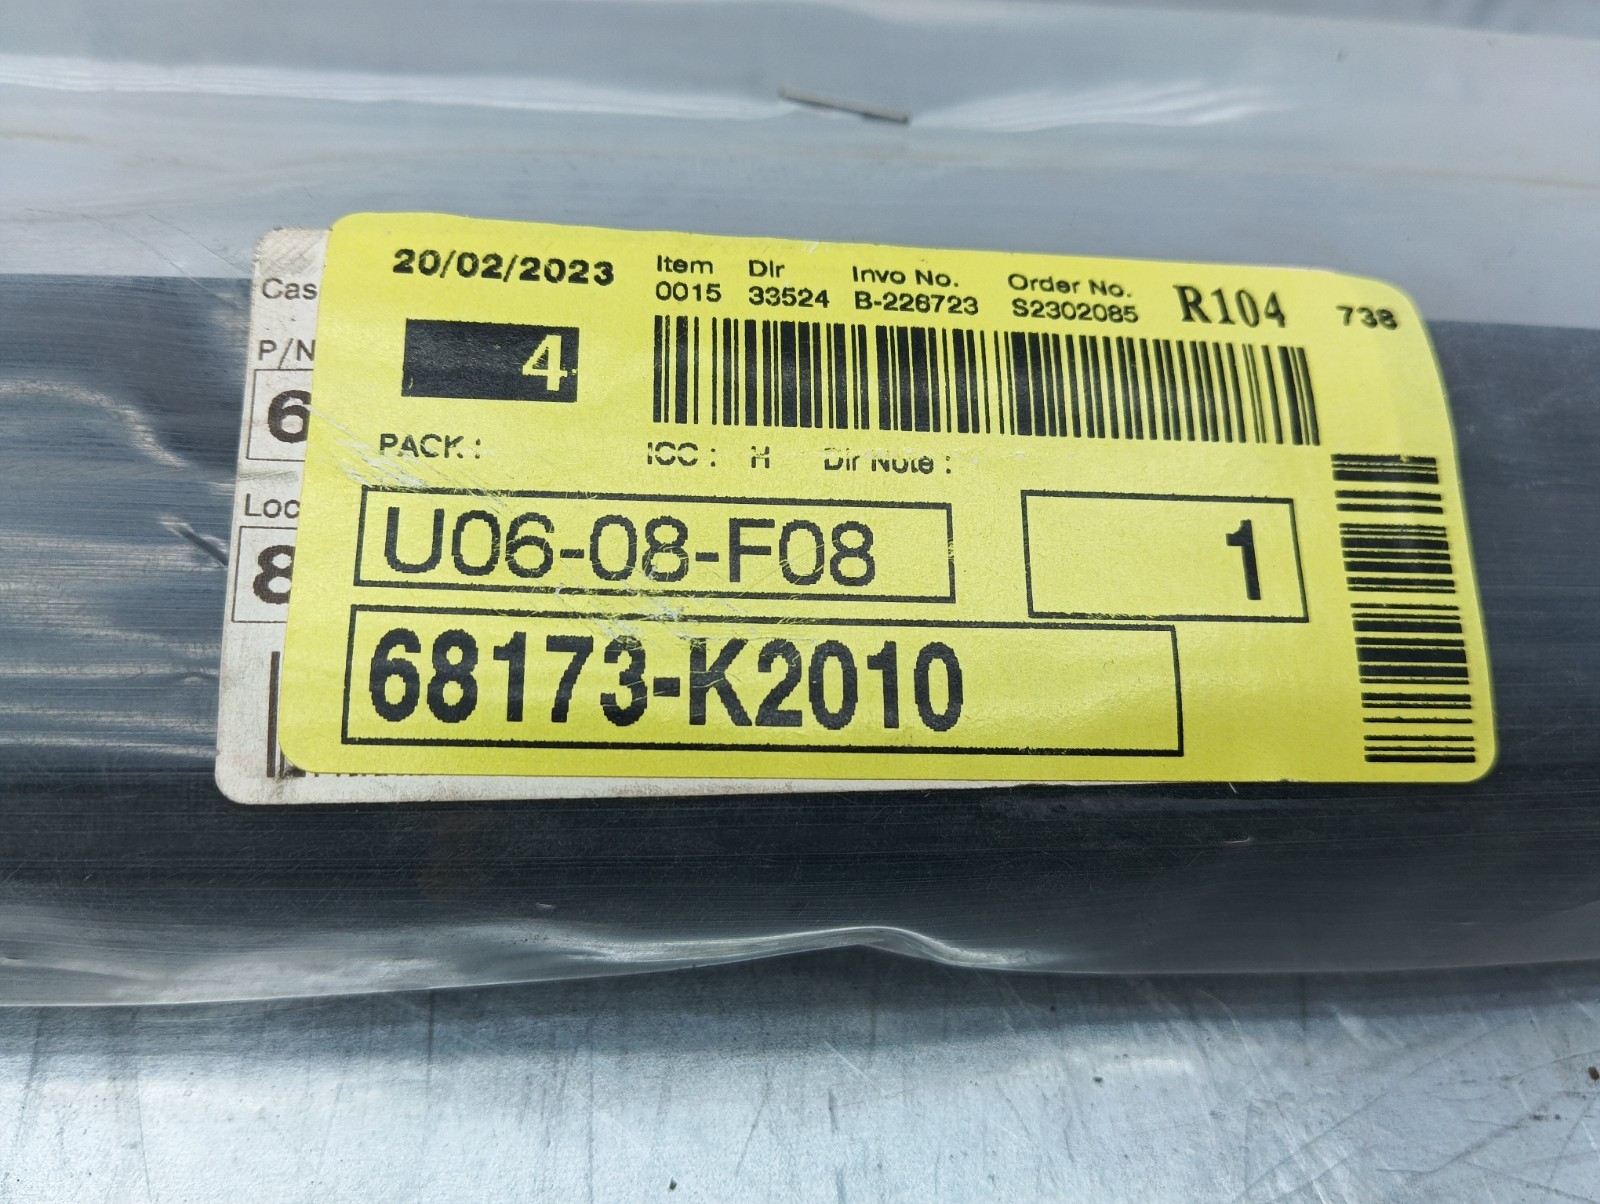 20/02/2023 Item Dlr Invo No. Order No. R104 738
0015 33524 B-226723 S2302085
4
PACK : ICC : H Dlr Note :
U06-08-F08 1
68173-K2010
Cas
P/N
6
Loc
8